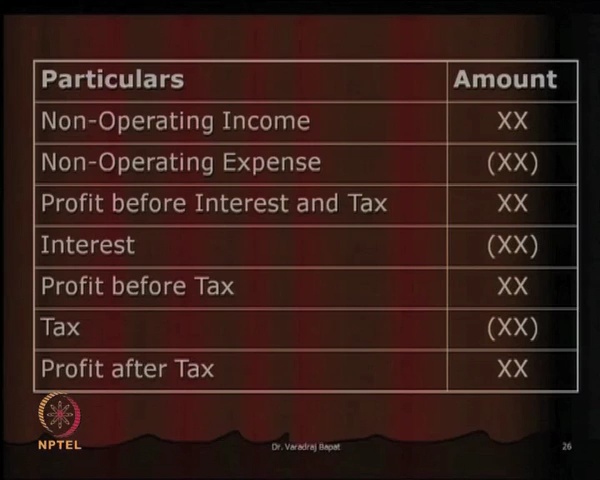 Particulars Amount
Non-Operating Income XX
Non-Operating Expense (XX)
Profit before Interest and Tax XX
Interest (XX)
Profit before Tax XX
Tax (XX)
Profit after Tax XX
NPTEL
Dr. Varadraj Bapat 26